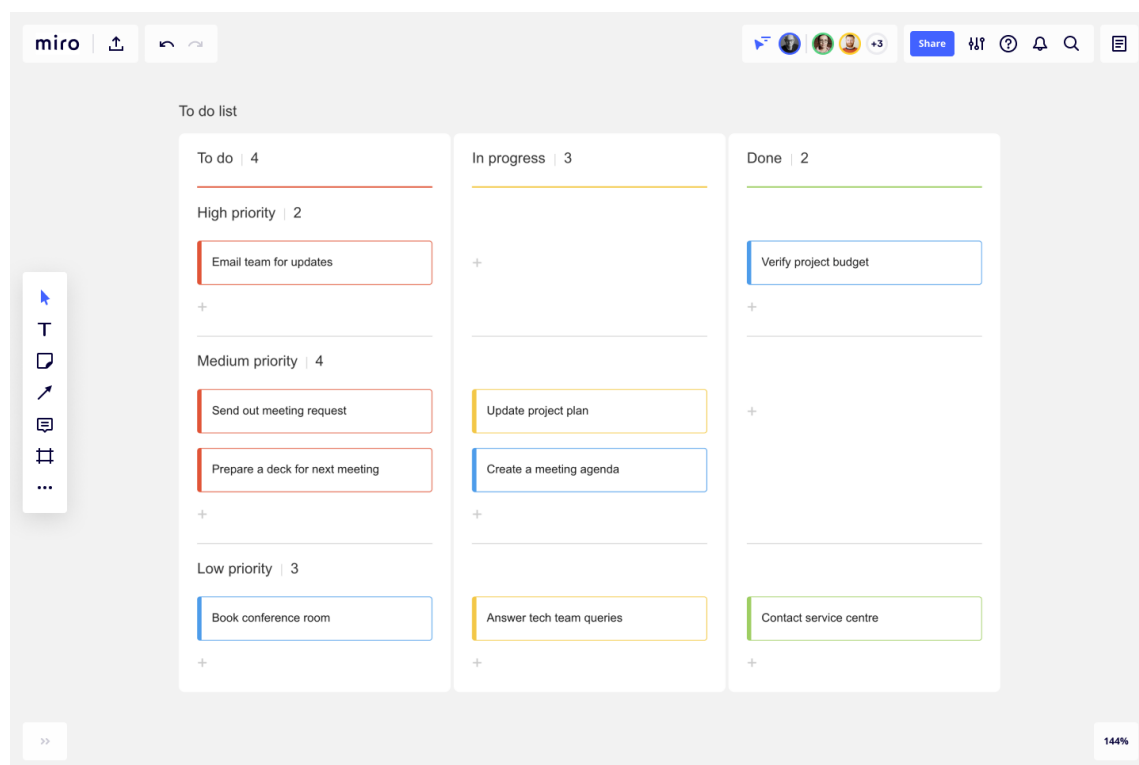 miro
+3
Share
To do list
To do | 4
In progress | 3
Done | 2
High priority | 2
Email team for updates
Verify project budget
Medium priority | 4
Send out meeting request
Update project plan
Prepare a deck for next meeting
Create a meeting agenda
Low priority | 3
Book conference room
Answer tech team queries
Contact service centre
144%